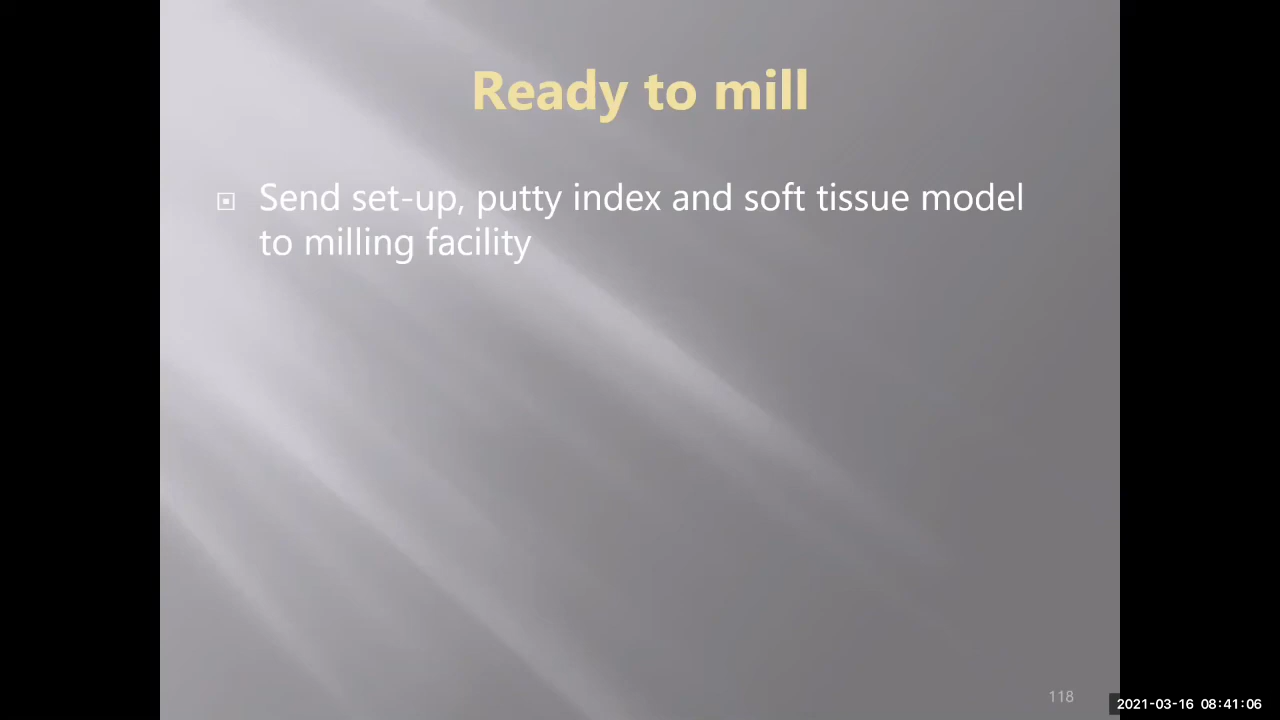 Ready to mill
Send set-up, putty index and soft tissue model
to milling facility
118
2021-03-16 08:41:06